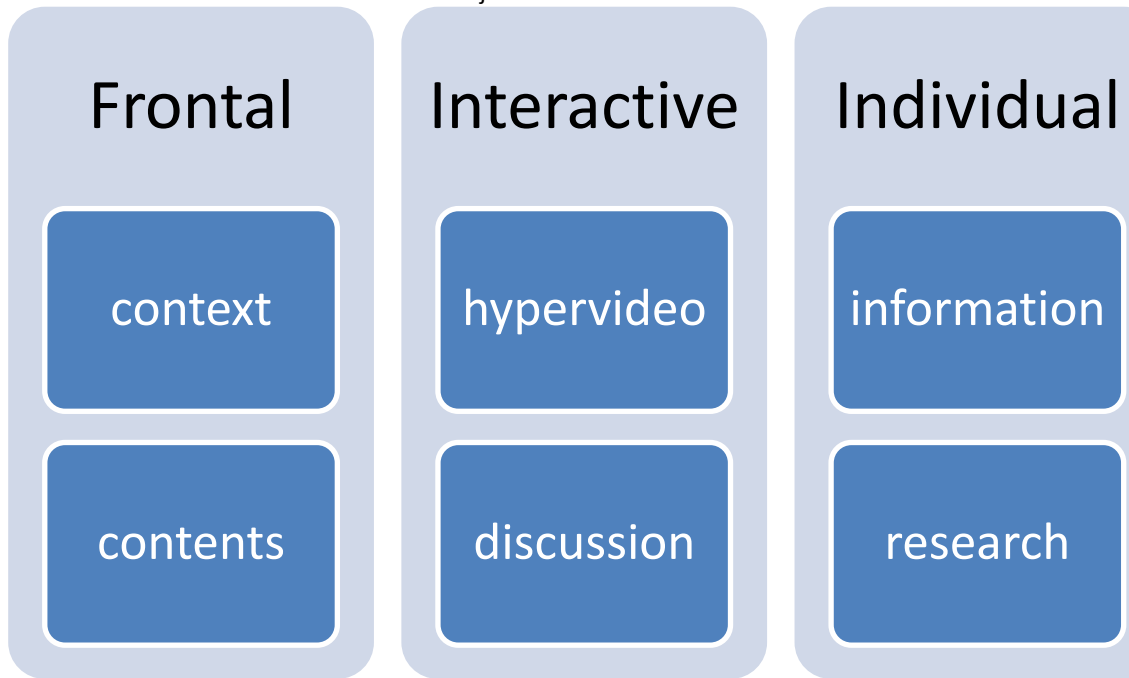 Frontal
context
contents
Interactive
hypervideo
discussion
Individual
information
research